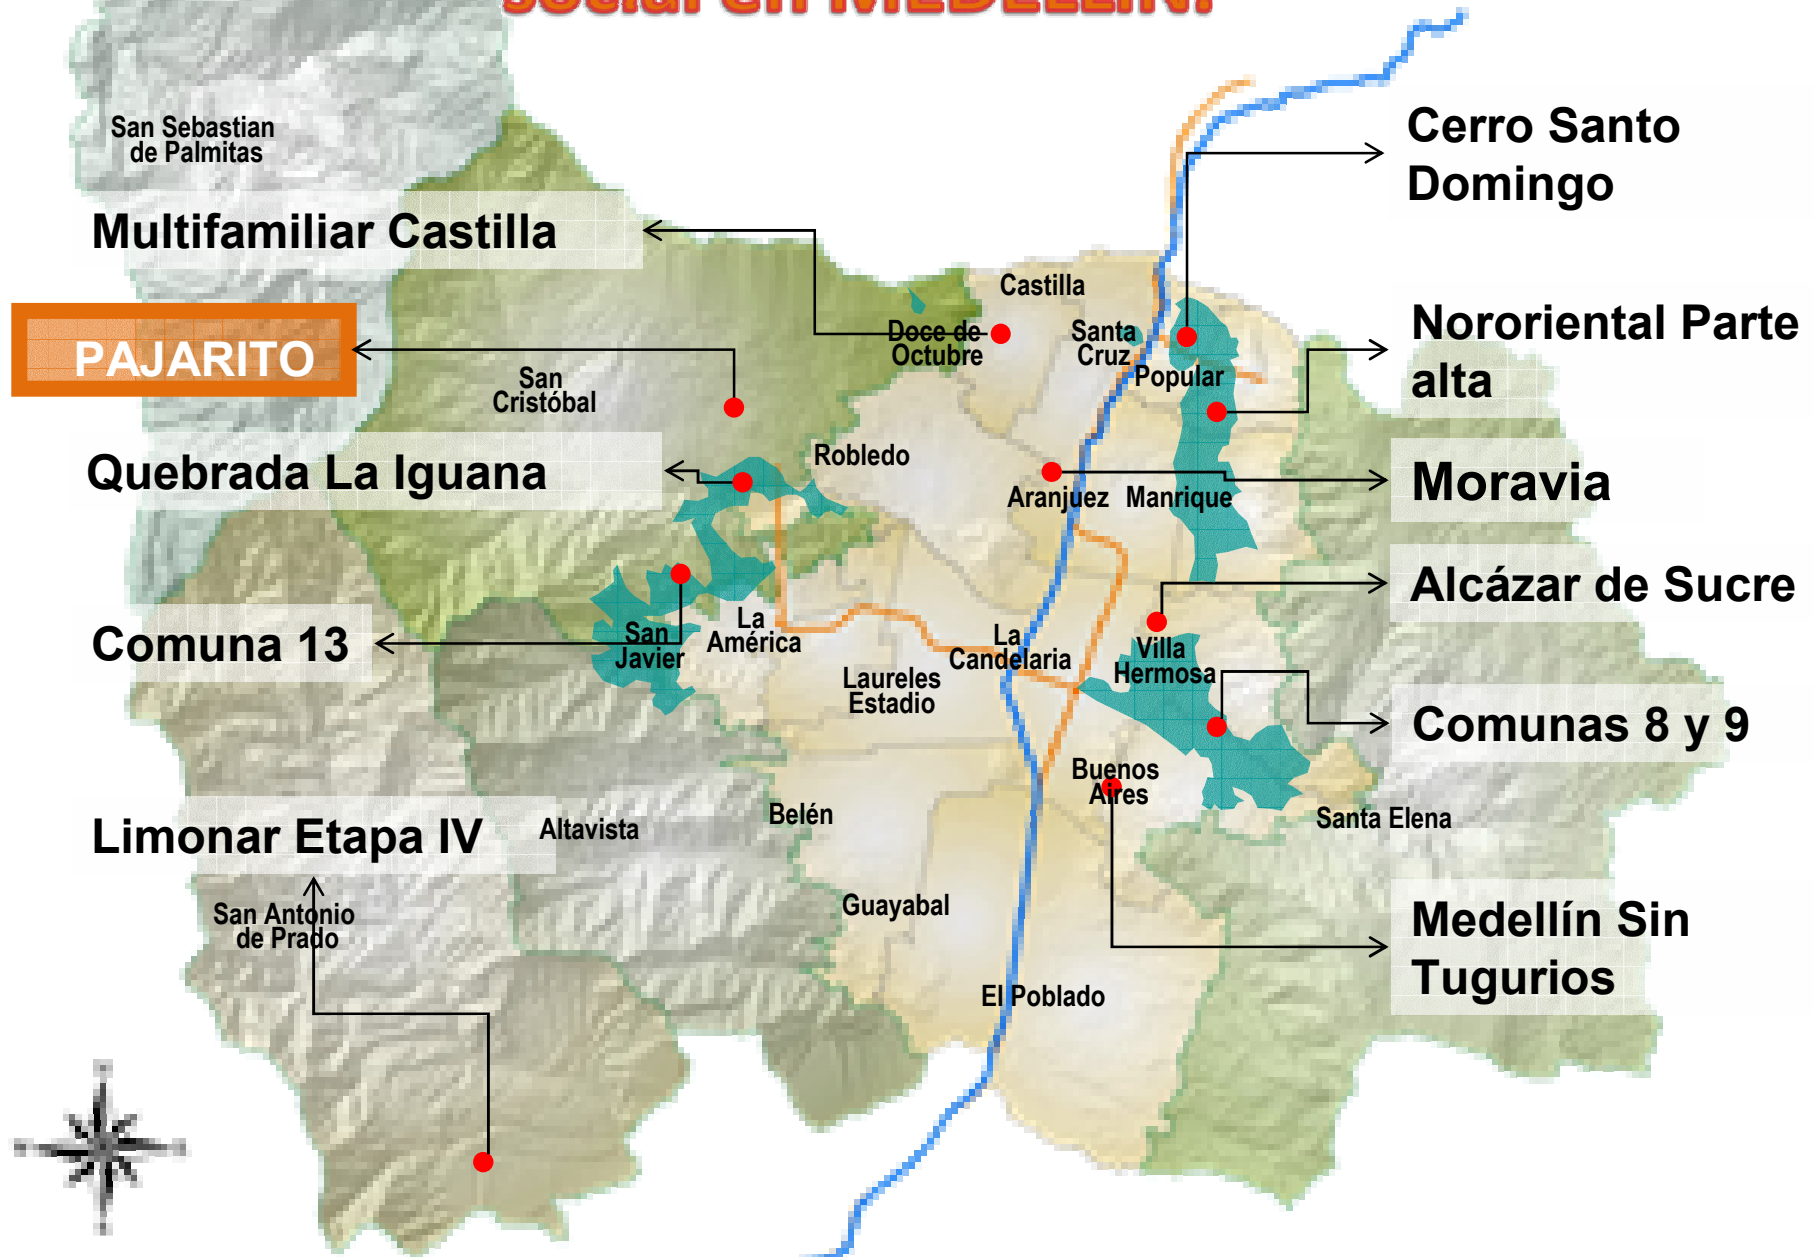 social en MEDELLÍN.
San Sebastian
de Palmitas
Cerro Santo
Domingo
Multifamiliar Castilla
Castilla
PAJARITO
Doce de
Octubre
Santa
Cruz
Popular
Nororiental Parte
alta
San
Cristóbal
Quebrada La Iguana
Robledo
Aranjuez
Manrique
Moravia
Alcázar de Sucre
Comuna 13
San
Javier
La
América
La
Candelaria
Villa
Hermosa
Laureles
Estadio
Comunas 8 y 9
Buenos
Aires
Limonar Etapa IV
Altavista
Belén
Santa Elena
San Antonio
de Prado
Guayabal
Medellín Sin
Tugurios
El Poblado